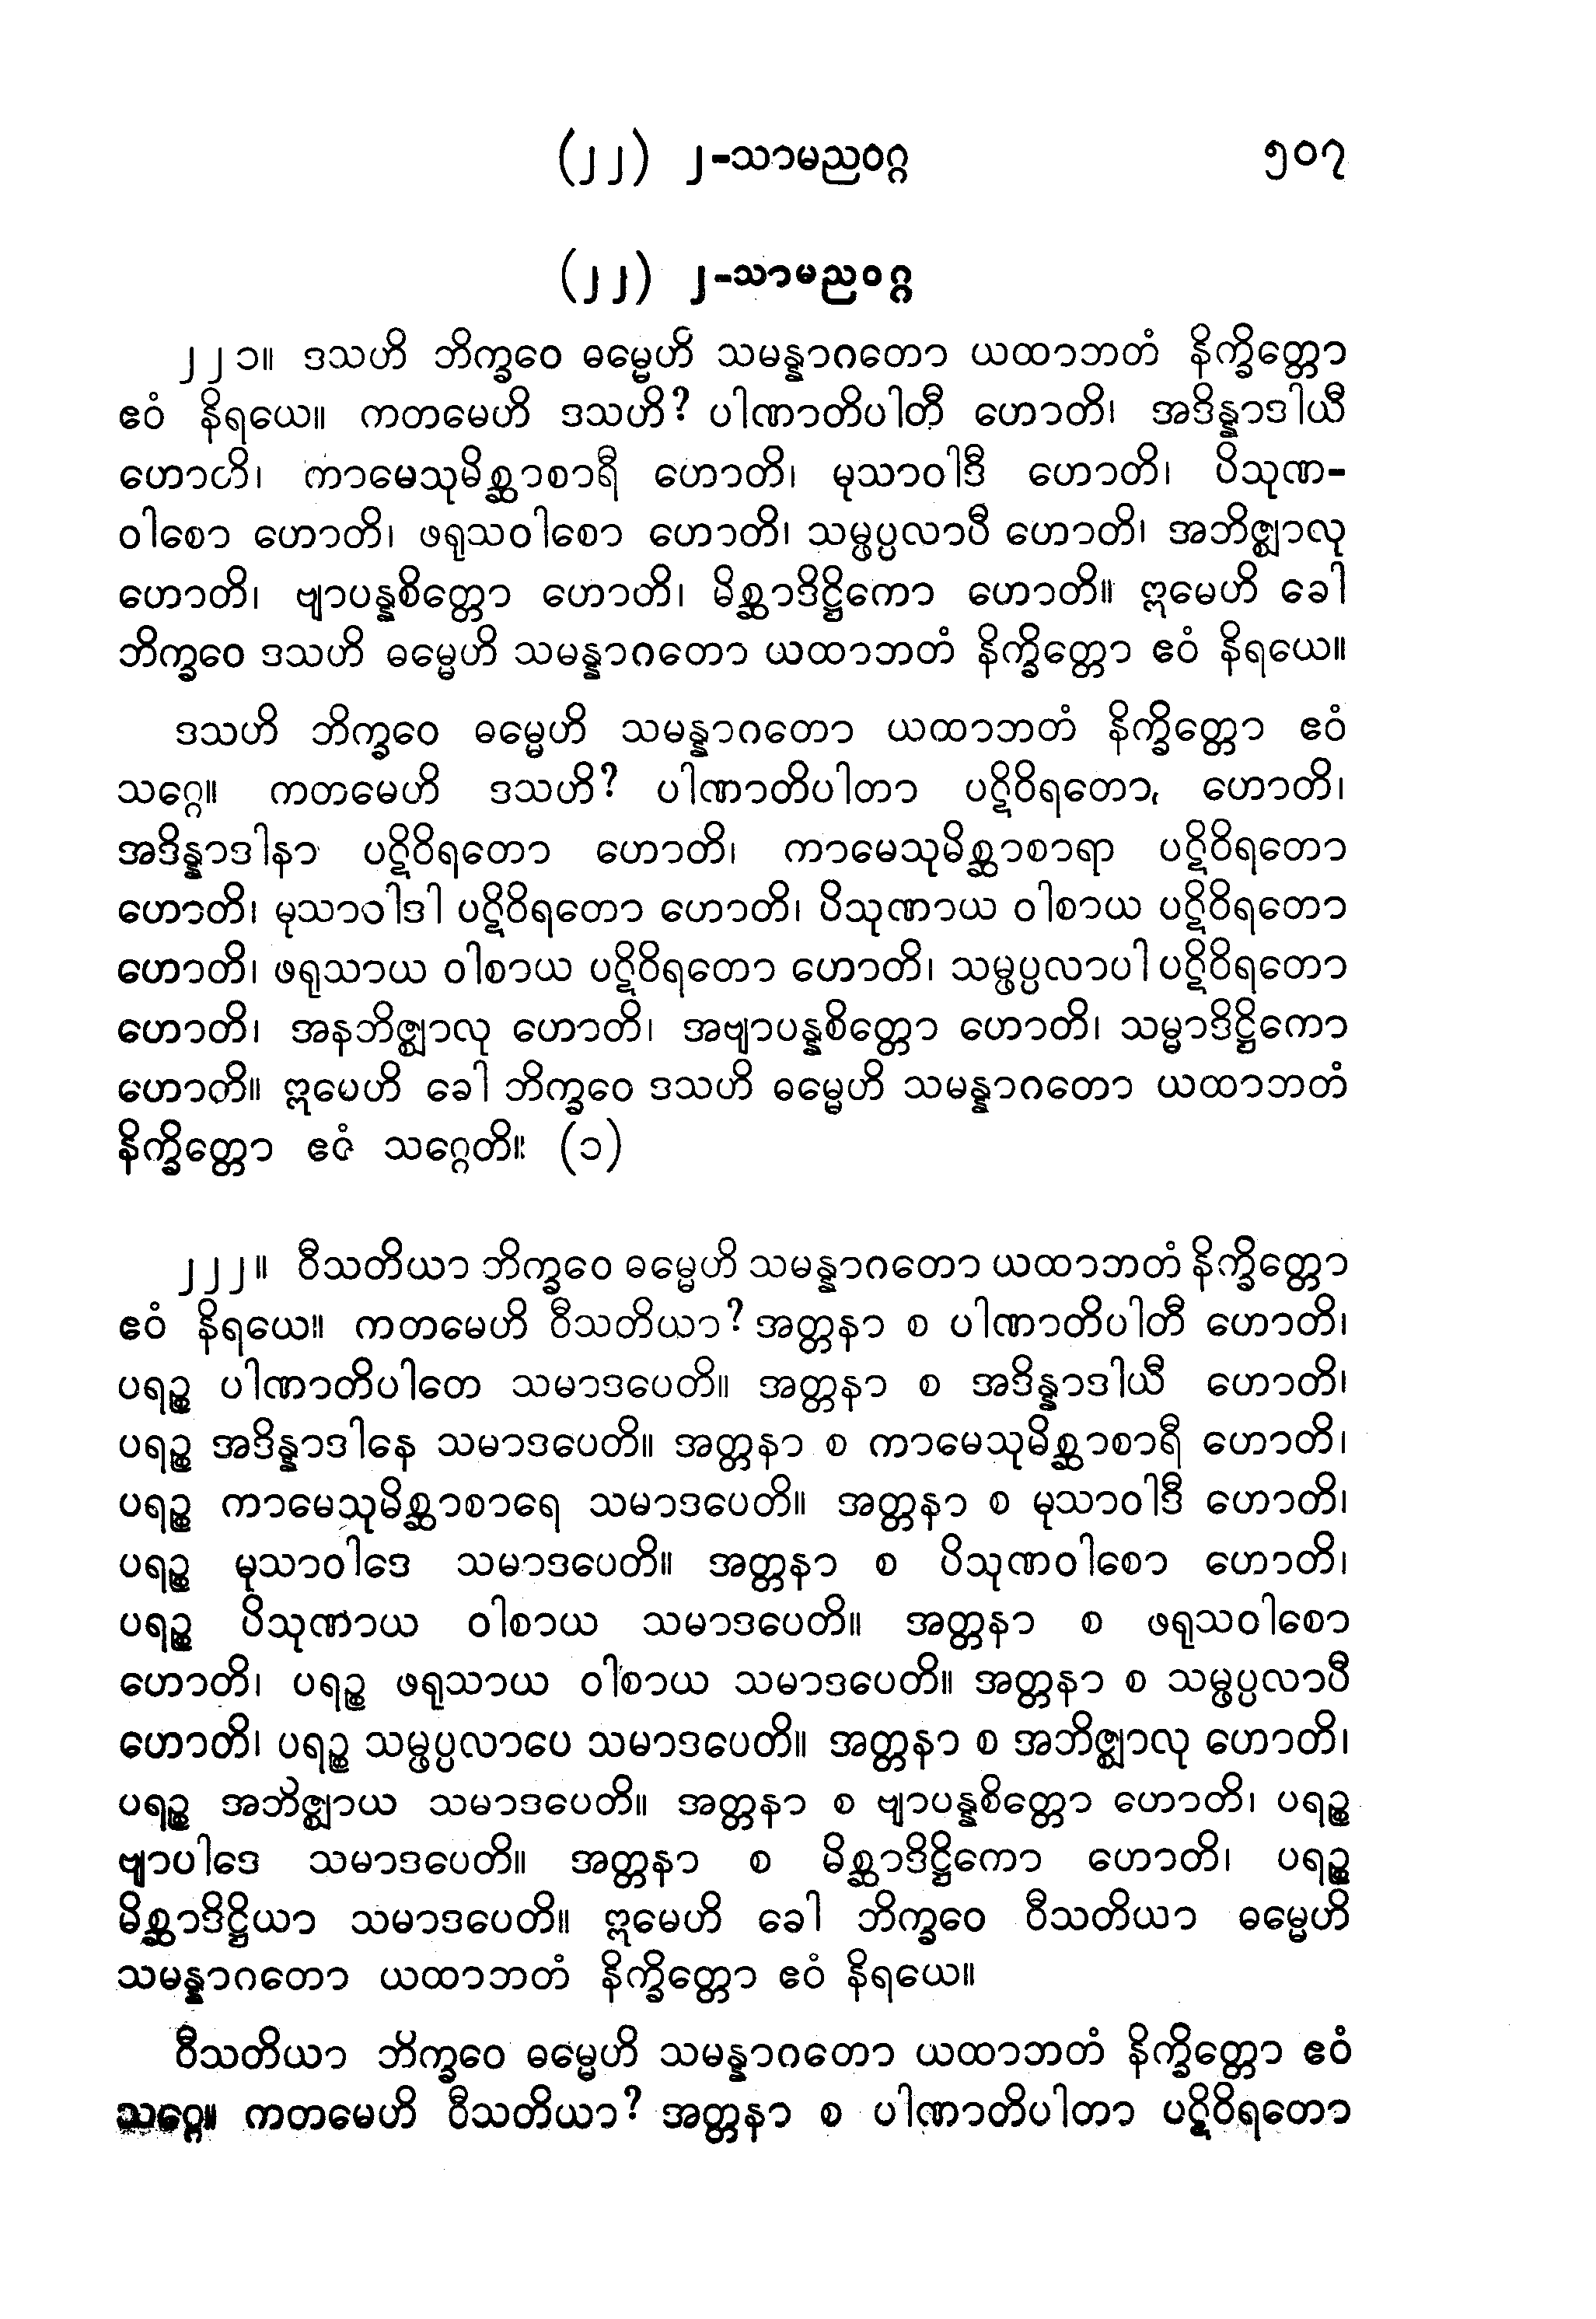 (၂၂) ၂-သာမညဝဂ္ဂ ၅၀၇
(၂၂) ၂-သာမညဝဂ္ဂ
၂၂၁။ ဒသဟိ ဘိက္ခဝေ ဓမ္မေဟိ သမန္နာဂတော ယထာဘတံ နိက္ခိတ္တော
ဧဝံ နိရယေ။ ကတမေဟိ ဒသဟိ? ပါဏာတိပါတီ ဟောတိ၊ အဒိန္နာဒါယီ
ဟောတိ၊ ကာမေသုမိစ္ဆာစာရီ ဟောတိ၊ မုသာဝါဒီ ဟောတိ၊ ပိသုဏ-
ဝါစော ဟောတိ၊ ဖရုသဝါစော ဟောတိ၊ သမ္ဖပ္ပလာပီ ဟောတိ၊ အဘိဇ္ဈာလု
ဟောတိ၊ ဗျာပန္နစိတ္တော ဟောတိ၊ မိစ္ဆာဒိဋ္ဌိကော ဟောတိ။ ဣမေဟိ ခေါ
ဘိက္ခဝေ ဒသဟိ ဓမ္မေဟိ သမန္နာဂတော ယထာဘတံ နိက္ခိတ္တော ဧဝံ နိရယေ။
ဒသဟိ ဘိက္ခဝေ ဓမ္မေဟိ သမန္နာဂတော ယထာဘတံ နိက္ခိတ္တော ဧဝံ
သဂ္ဂေ။ ကတမေဟိ ဒသဟိ? ပါဏာတိပါတာ ပဋိဝိရတော ဟောတိ၊
အဒိန္နာဒါနာ ပဋိဝိရတော ဟောတိ၊ ကာမေသုမိစ္ဆာစာရာ ပဋိဝိရတော
ဟောတိ၊ မုသာဝါဒါ ပဋိဝိရတော ဟောတိ၊ ပိသုဏာယ ဝါစာယ ပဋိဝိရတော
ဟောတိ၊ ဖရုသာယ ဝါစာယ ပဋိဝိရတော ဟောတိ၊ သမ္ဖပ္ပလာပါ ပဋိဝိရတော
ဟောတိ၊ အနဘိဇ္ဈာလု ဟောတိ၊ အဗျာပန္နစိတ္တော ဟောတိ၊ သမ္မာဒိဋ္ဌိကော
ဟောတိ။ ဣမေဟိ ခေါ ဘိက္ခဝေ ဒသဟိ ဓမ္မေဟိ သမန္နာဂတော ယထာဘတံ
နိက္ခိတ္တော ဧဝံ သဂ္ဂေတိ။ (၁)
၂၂၂။ ဝီသတိယာ ဘိက္ခဝေ ဓမ္မေဟိ သမန္နာဂတော ယထာဘတံ နိက္ခိတ္တော
ဧဝံ နိရယေ။ ကတမေဟိ ဝီသတိယာ? အတ္တနာ စ ပါဏာတိပါတီ ဟောတိ၊
ပရဉ္စ ပါဏာတိပါတေ သမာဒပေတိ။ အတ္တနာ စ အဒိန္နာဒါယီ ဟောတိ၊
ပရဉ္စ အဒိန္နာဒါနေ သမာဒပေတိ။ အတ္တနာ စ ကာမေသုမိစ္ဆာစာရီ ဟောတိ၊
ပရဉ္စ ကာမေသုမိစ္ဆာစာရေ သမာဒပေတိ။ အတ္တနာ စ မုသာဝါဒီ ဟောတိ၊
ပရဉ္စ မုသာဝါဒေ သမာဒပေတိ။ အတ္တနာ စ ပိသုဏဝါစော ဟောတိ၊
ပရဉ္စ ပိသုဏာယ ဝါစာယ သမာဒပေတိ။ အတ္တနာ စ ဖရုသဝါစော
ဟောတိ၊ ပရဉ္စ ဖရုသာယ ဝါစာယ သမာဒပေတိ။ အတ္တနာ စ သမ္ဖပ္ပလာပီ
ဟောတိ၊ ပရဉ္စ သမ္ဖပ္ပလာပေ သမာဒပေတိ။ အတ္တနာ စ အဘိဇ္ဈာလု ဟောတိ၊
ပရဉ္စ အဘိဇ္ဈာယ သမာဒပေတိ။ အတ္တနာ စ ဗျာပန္နစိတ္တော ဟောတိ၊ ပရဉ္စ
ဗျာပါဒေ သမာဒပေတိ။ အတ္တနာ စ မိစ္ဆာဒိဋ္ဌိကော ဟောတိ၊ ပရဉ္စ
မိစ္ဆာဒိဋ္ဌိယာ သမာဒပေတိ။ ဣမေဟိ ခေါ ဘိက္ခဝေ ဝီသတိယာ ဓမ္မေဟိ
သမန္နာဂတော ယထာဘတံ နိက္ခိတ္တော ဧဝံ နိရယေ။
ဝီသတိယာ ဘိက္ခဝေ ဓမ္မေဟိ သမန္နာဂတော ယထာဘတံ နိက္ခိတ္တော ဧဝံ
သဂ္ဂေ။ ကတမေဟိ ဝီသတိယာ? အတ္တနာ စ ပါဏာတိပါတာ ပဋိဝိရတော